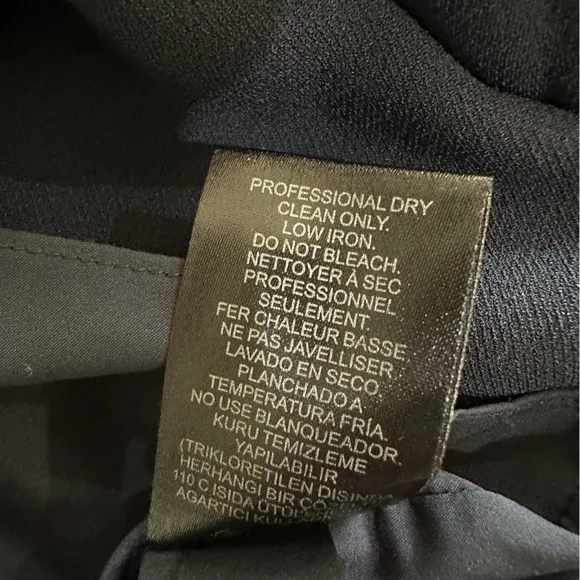 PROFESSIONAL DRY
CLEAN ONLY.
LOW IRON.
DO NOT BLEACH.
NETTOYER À SEC
PROFESSIONNEL
SEULEMENT.
FER CHALEUR BASSE.
NE PAS JAVELLISER
LAVADO EN SECO
PLANCHADO A
TEMPERATURA FRÍA.
NO USE BLANQUEADOR.
KURU TEMIZLEME
YAPILABILIR
(TRIKLORETILEN DISINDA
HERHANGI BIR
110 C ISIDA
AGARTICI